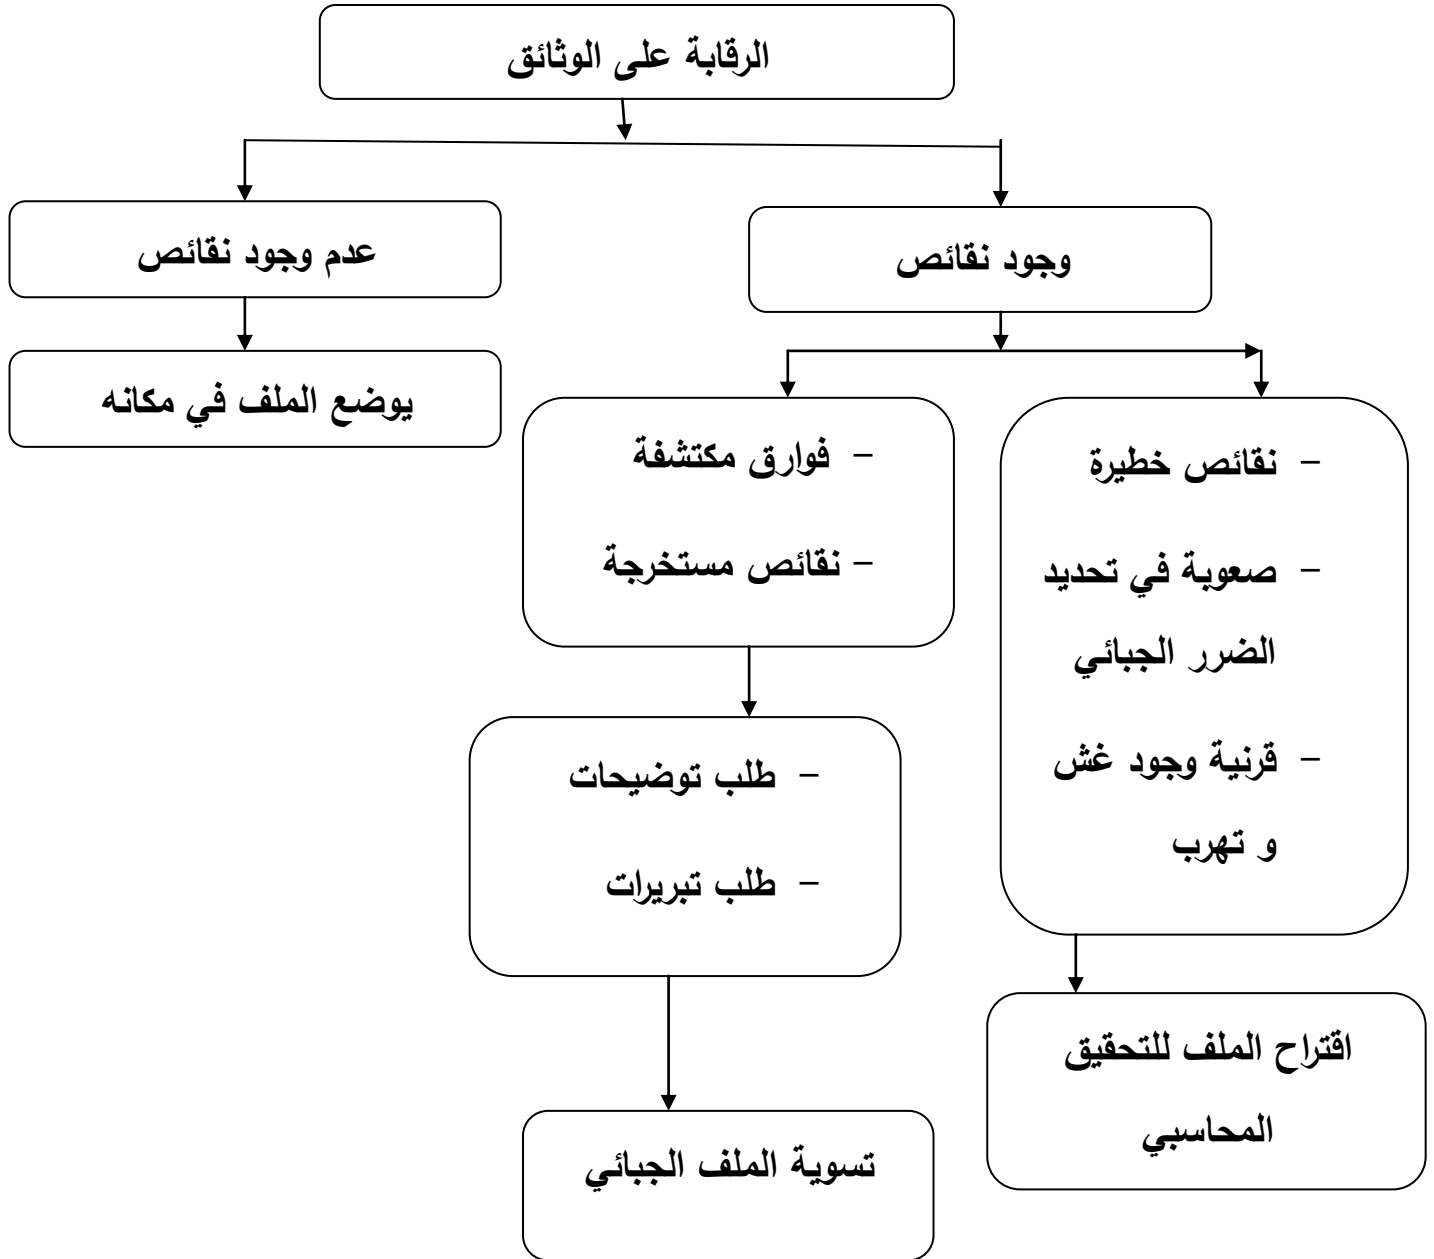 الرقابة على الوثائق
وجود نقائص
عدم وجود نقائص
يوضع الملف في مكانه
- نقائص خطيرة
- صعوبة في تحديد
الضرر الجبائي
- قرنية وجود غش
و تهرب
- فوارق مكتشفة
- نقائص مستخرجة
- طلب توضيحات
- طلب تبريرات
اقتراح الملف للتحقيق
المحاسبي
تسوية الملف الجبائي